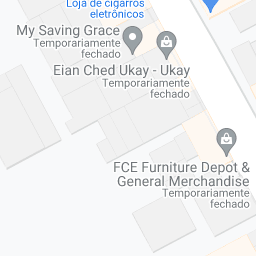 Loja de cigarros
eletrônicos
My Saving Grace
Temporariamente
fechado
Eian Ched Ukay - Ukay
Temporariamente
fechado
FCE Furniture Depot &
General Merchandise
Temporariamente
fechado